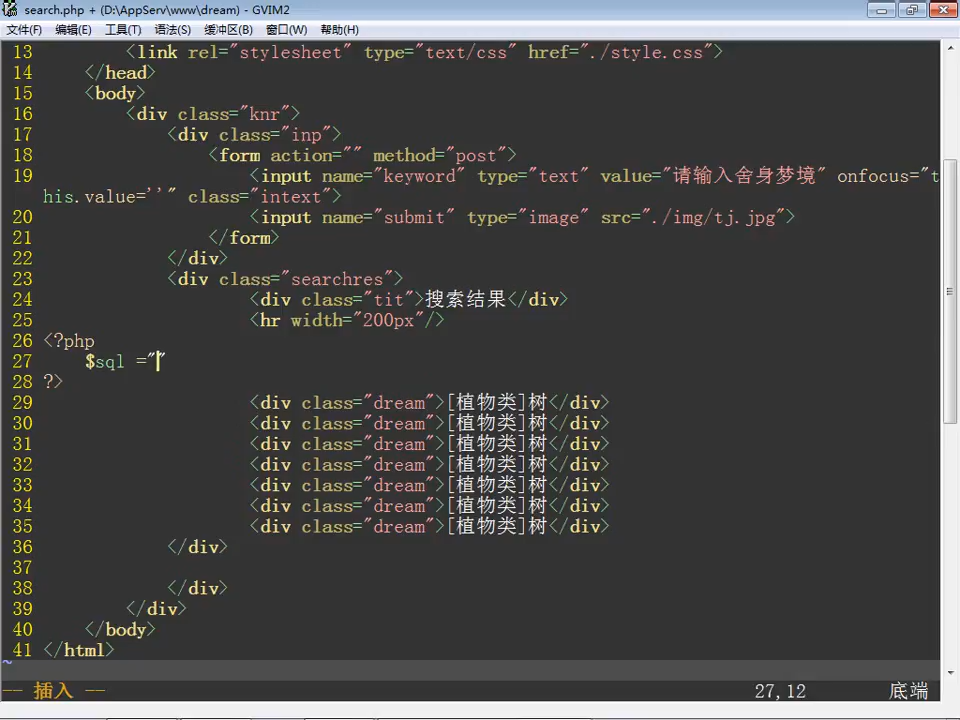 search.php + (D:\AppServ\www\dream) - GVIM2
文件(F) 编辑(E) 工具(T) 语法(S) 缓冲区(B) 窗口(W) 帮助(H)
13 <link rel="stylesheet" type="text/css" href="./style.css">
14 </head>
15 <body>
16 <div class="knr">
17 <div class="inp">
18 <form action="" method="post">
19 <input name="keyword" type="text" value="请输入舍身梦境" onfocus="t
his.value=''" class="intext">
20 <input name="submit" type="image" src="./img/tj.jpg">
21 </form>
22 </div>
23 <div class="searchres">
24 <div class="tit">搜索结果</div>
25 <hr width="200px"/>
26 <?php
27 $sql =""
28 ?>
29 <div class="dream">[植物类]树</div>
30 <div class="dream">[植物类]树</div>
31 <div class="dream">[植物类]树</div>
32 <div class="dream">[植物类]树</div>
33 <div class="dream">[植物类]树</div>
34 <div class="dream">[植物类]树</div>
35 <div class="dream">[植物类]树</div>
36 </div>
37
38 </div>
39 </div>
40 </body>
41 </html>
~
-- 插入 -- 27,12 底端